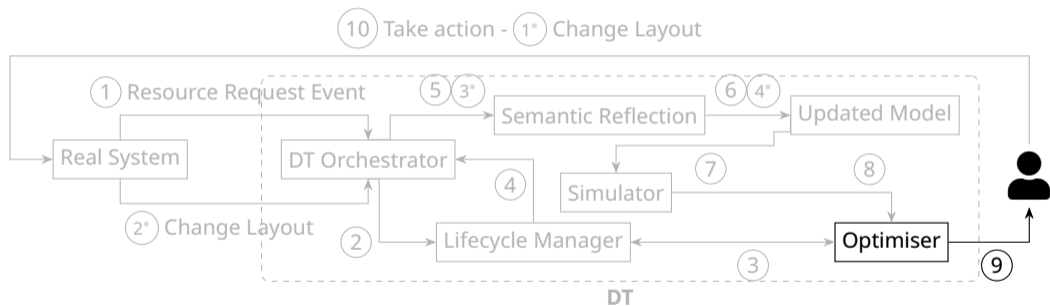 10 Take action - 1* Change Layout
1 Resource Request Event
5 3*
6 4*
Semantic Reflection
Updated Model
Real System
DT Orchestrator
4
7
8
Simulator
2* Change Layout
2
Lifecycle Manager
3
Optimiser
9
DT